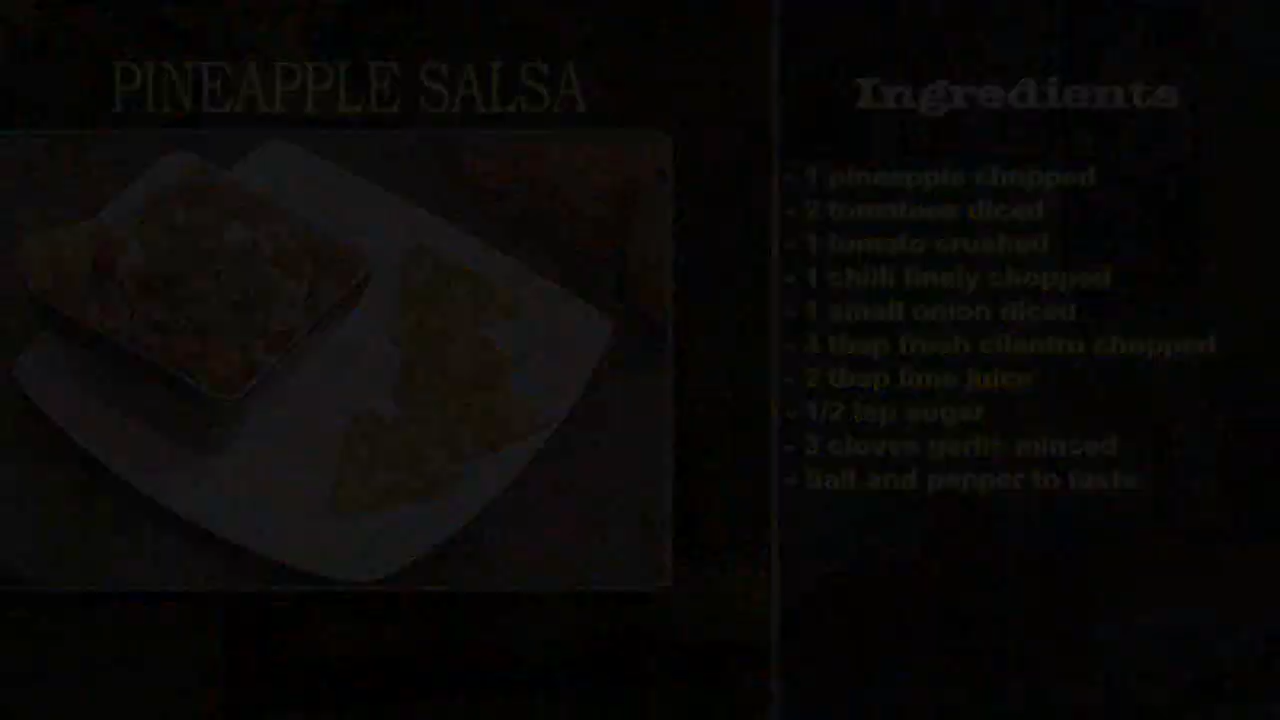 PINEAPPLE SALSA
Ingredients
- 1 pineapple chopped
- 2 tomatoes diced
- 1 tomato crushed
- 1 chilli finely chopped
- 1 small onion diced
- tbsp fresh cilantro chopped
- 2 tbsp lime juice
- 1/2 tsp sugar
- 3 cloves garlic minced
- Salt and pepper to taste